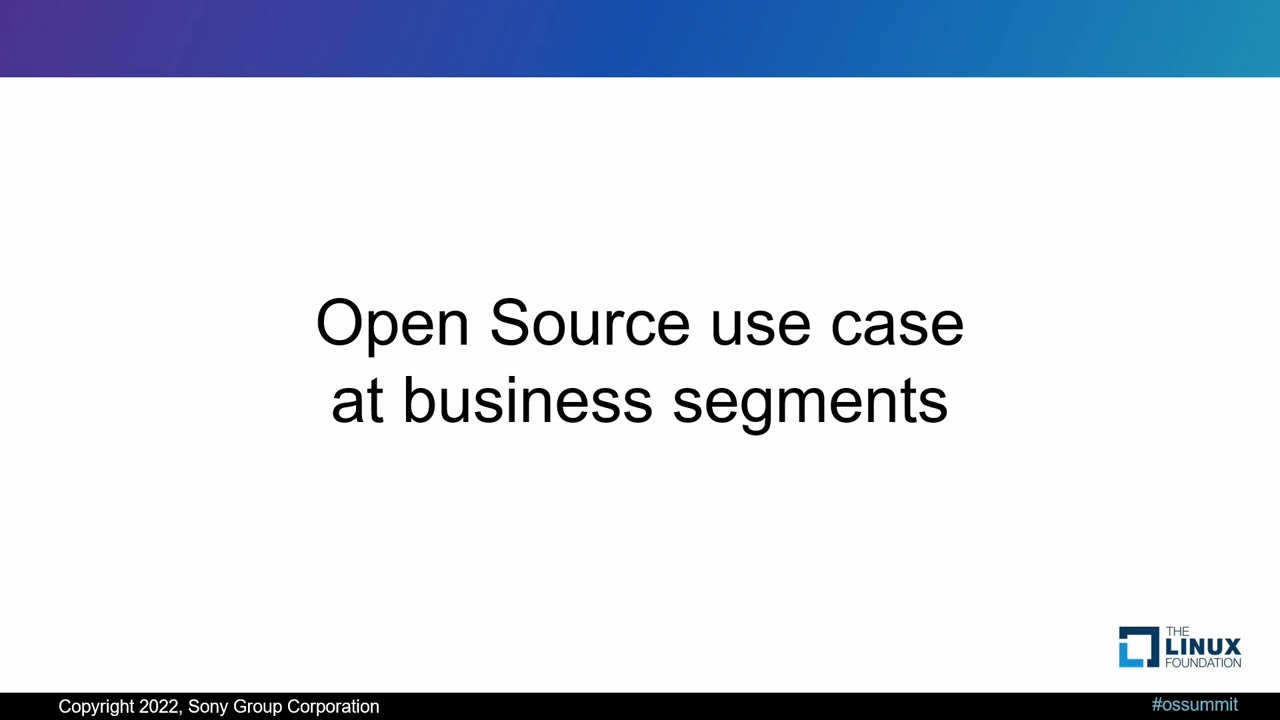 Open Source use case
at business segments
THE
LINUX
FOUNDATION
Copyright 2022, Sony Group Corporation
#ossummit